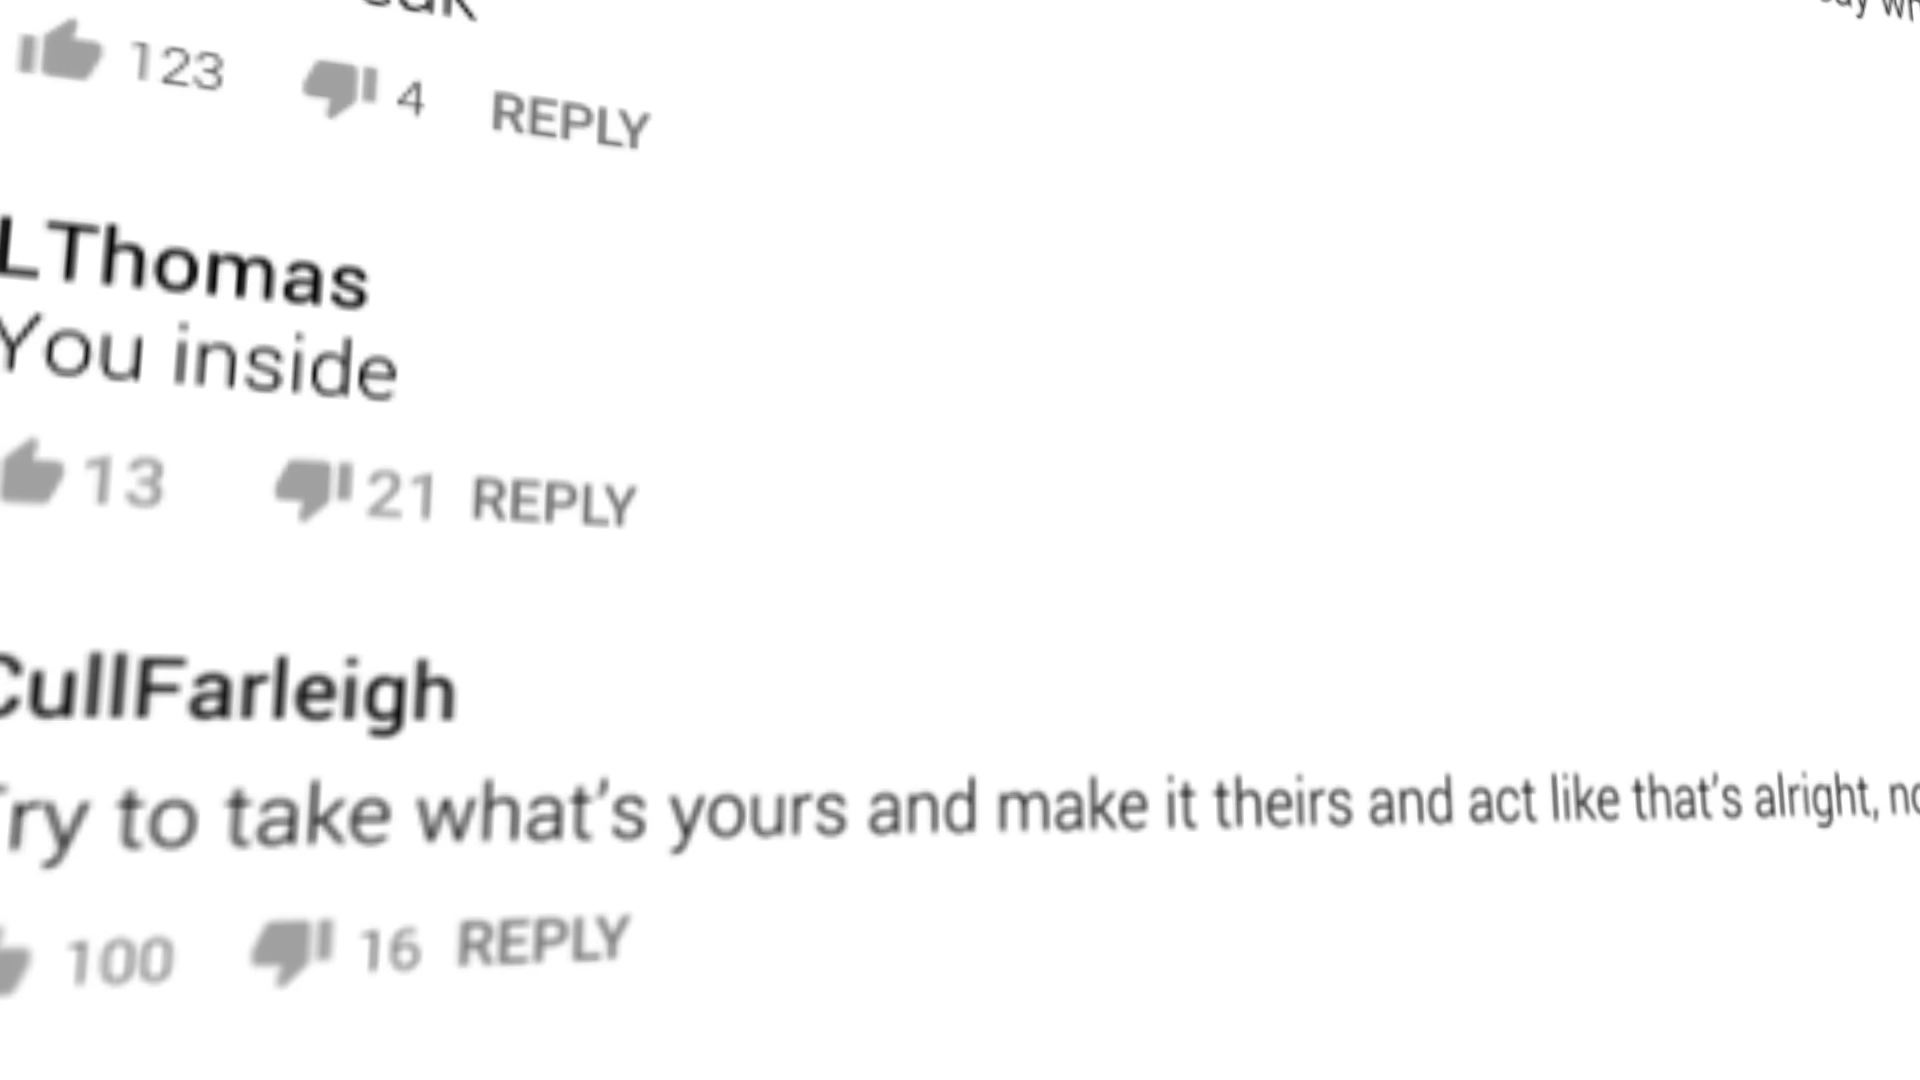 123 4 REPLY
LThomas
You inside
13 21 REPLY
CullFarleigh
Try to take what's yours and make it theirs and act like that's alright,
100 16 REPLY